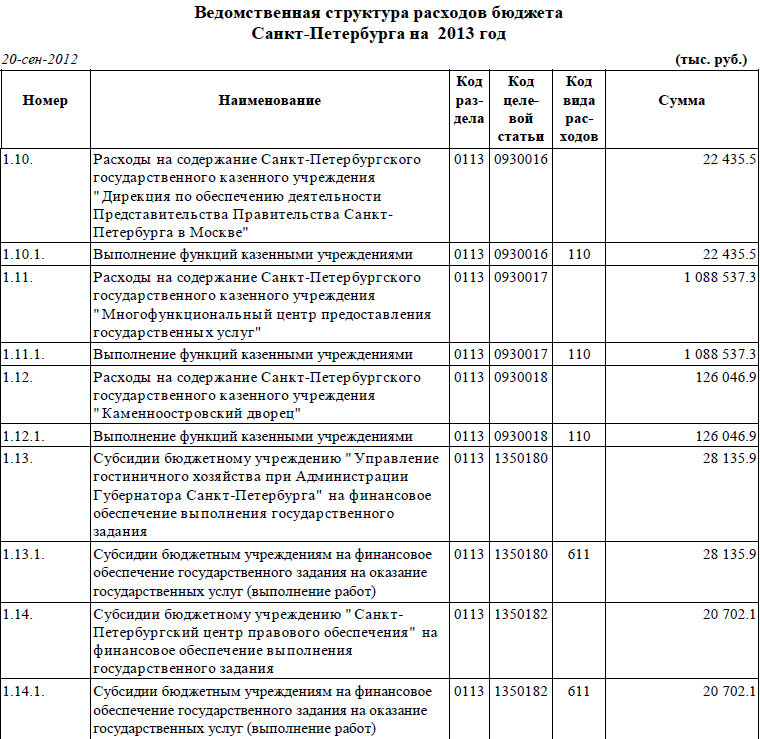 Ведомственная структура расходов бюджета
Санкт-Петербурга на 2013 год
20-сен-2012 (тыс. руб.)
Номер Наименование Код раз- дела Код целе- вой статьи Код вида рас- ходов Сумма
1.10. Расходы на содержание Санкт-Петербургского 0113 0930016 22 435.5
государственного казенного учреждения
"Дирекция по обеспечению деятельности
Представительства Правительства Санкт-
Петербурга в Москве"
1.10.1. Выполнение функций казенными учреждениями 0113 0930016 110 22 435.5
1.11. Расходы на содержание Санкт-Петербургского 0113 0930017 1 088 537.3
государственного казенного учреждения
"Многофункциональный центр предоставления
государственных услуг"
1.11.1. Выполнение функций казенными учреждениями 0113 0930017 110 1 088 537.3
1.12. Расходы на содержание Санкт-Петербургского 0113 0930018 126 046.9
государственного казенного учреждения
"Каменноостровский дворец"
1.12.1. Выполнение функций казенными учреждениями 0113 0930018 110 126 046.9
1.13. Субсидии бюджетному учреждению "Управление 0113 1350180 28 135.9
гостиничного хозяйства при Администрации
Губернатора Санкт-Петербурга" на финансовое
обеспечение выполнения государственного
задания
1.13.1. Субсидии бюджетным учреждениям на финансовое 0113 1350180 611 28 135.9
обеспечение государственного задания на оказание
государственных услуг (выполнение работ)
1.14. Субсидии бюджетному учреждению "Санкт- 0113 1350182 20 702.1
Петербургский центр правового обеспечения" на
финансовое обеспечение выполнения
государственного задания
1.14.1. Субсидии бюджетным учреждениям на финансовое 0113 1350182 611 20 702.1
обеспечение государственного задания на оказание
государственных услуг (выполнение работ)